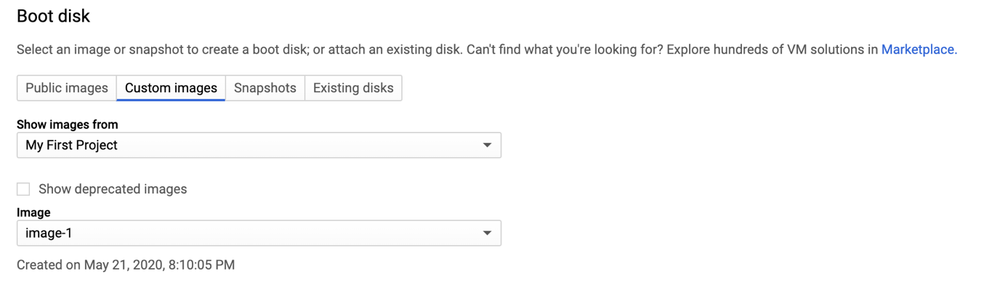 Boot disk
Select an image or snapshot to create a boot disk; or attach an existing disk. Can't find what you're looking for? Explore hundreds of VM solutions in Marketplace.
Public images Custom images Snapshots Existing disks
Show images from
My First Project
Show deprecated images
Image
image-1
Created on May 21, 2020, 8:10:05 PM